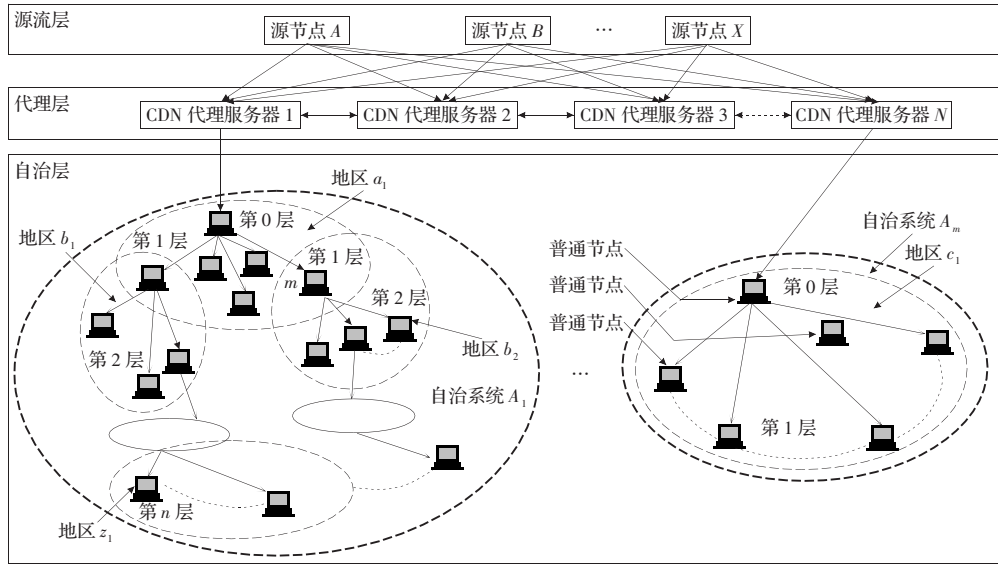 源流层
源节点 A
源节点 B
…
源节点 X
代理层
CDN 代理服务器 1
CDN 代理服务器 2
CDN 代理服务器 3
CDN 代理服务器 N
自治层
地区 a₁
第 0 层
地区 b₁
第 1 层
第 1 层
m
第 2 层
第 2 层
地区 b₂
自治系统 A₁
第 n 层
地区 z₁
…
自治系统 Aₘ
普通节点
地区 c₁
普通节点
第 0 层
普通节点
第 1 层